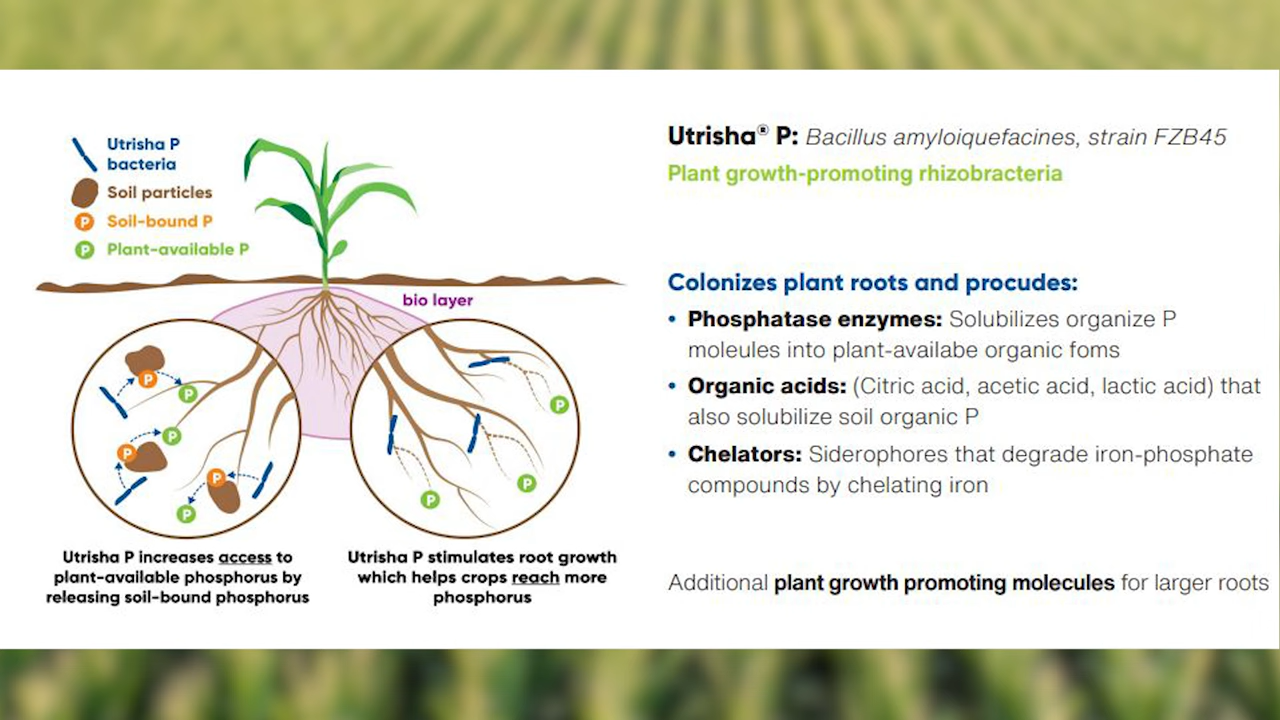 Utrisha P
bacteria
Soil particles
P Soil-bound P
P Plant-available P
bio layer
P
P
P
P
P
P
P
P
P
Utrisha P increases access to
plant-available phosphorus by
releasing soil-bound phosphorus
Utrisha P stimulates root growth
which helps crops reach more
phosphorus
Utrisha® P: Bacillus amyloiquefacines, strain FZB45
Plant growth-promoting rhizobracteria
Colonizes plant roots and procudes:
• Phosphatase enzymes: Solubilizes organize P
moleules into plant-availabe organic foms
• Organic acids: (Citric acid, acetic acid, lactic acid) that
also solubilize soil organic P
• Chelators: Siderophores that degrade iron-phosphate
compounds by chelating iron
Additional plant growth promoting molecules for larger roots